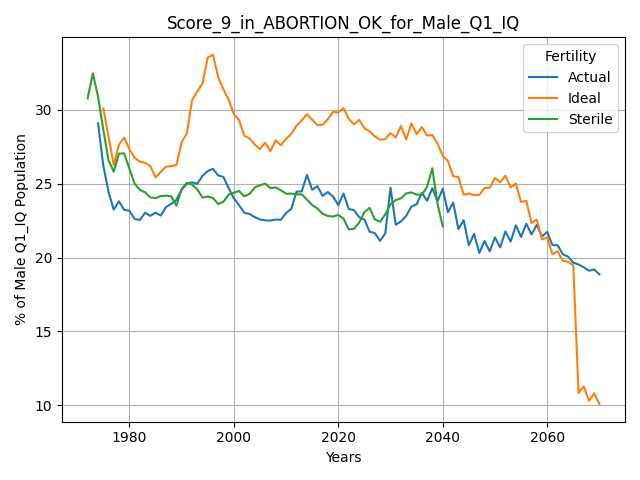 Score_9_in_ABORTION_OK_for_Male_Q1_IQ
Fertility
Actual
Ideal
Sterile
% of Male Q1_IQ Population
30
25
20
15
10
1980
2000
2020
2040
2060
Years